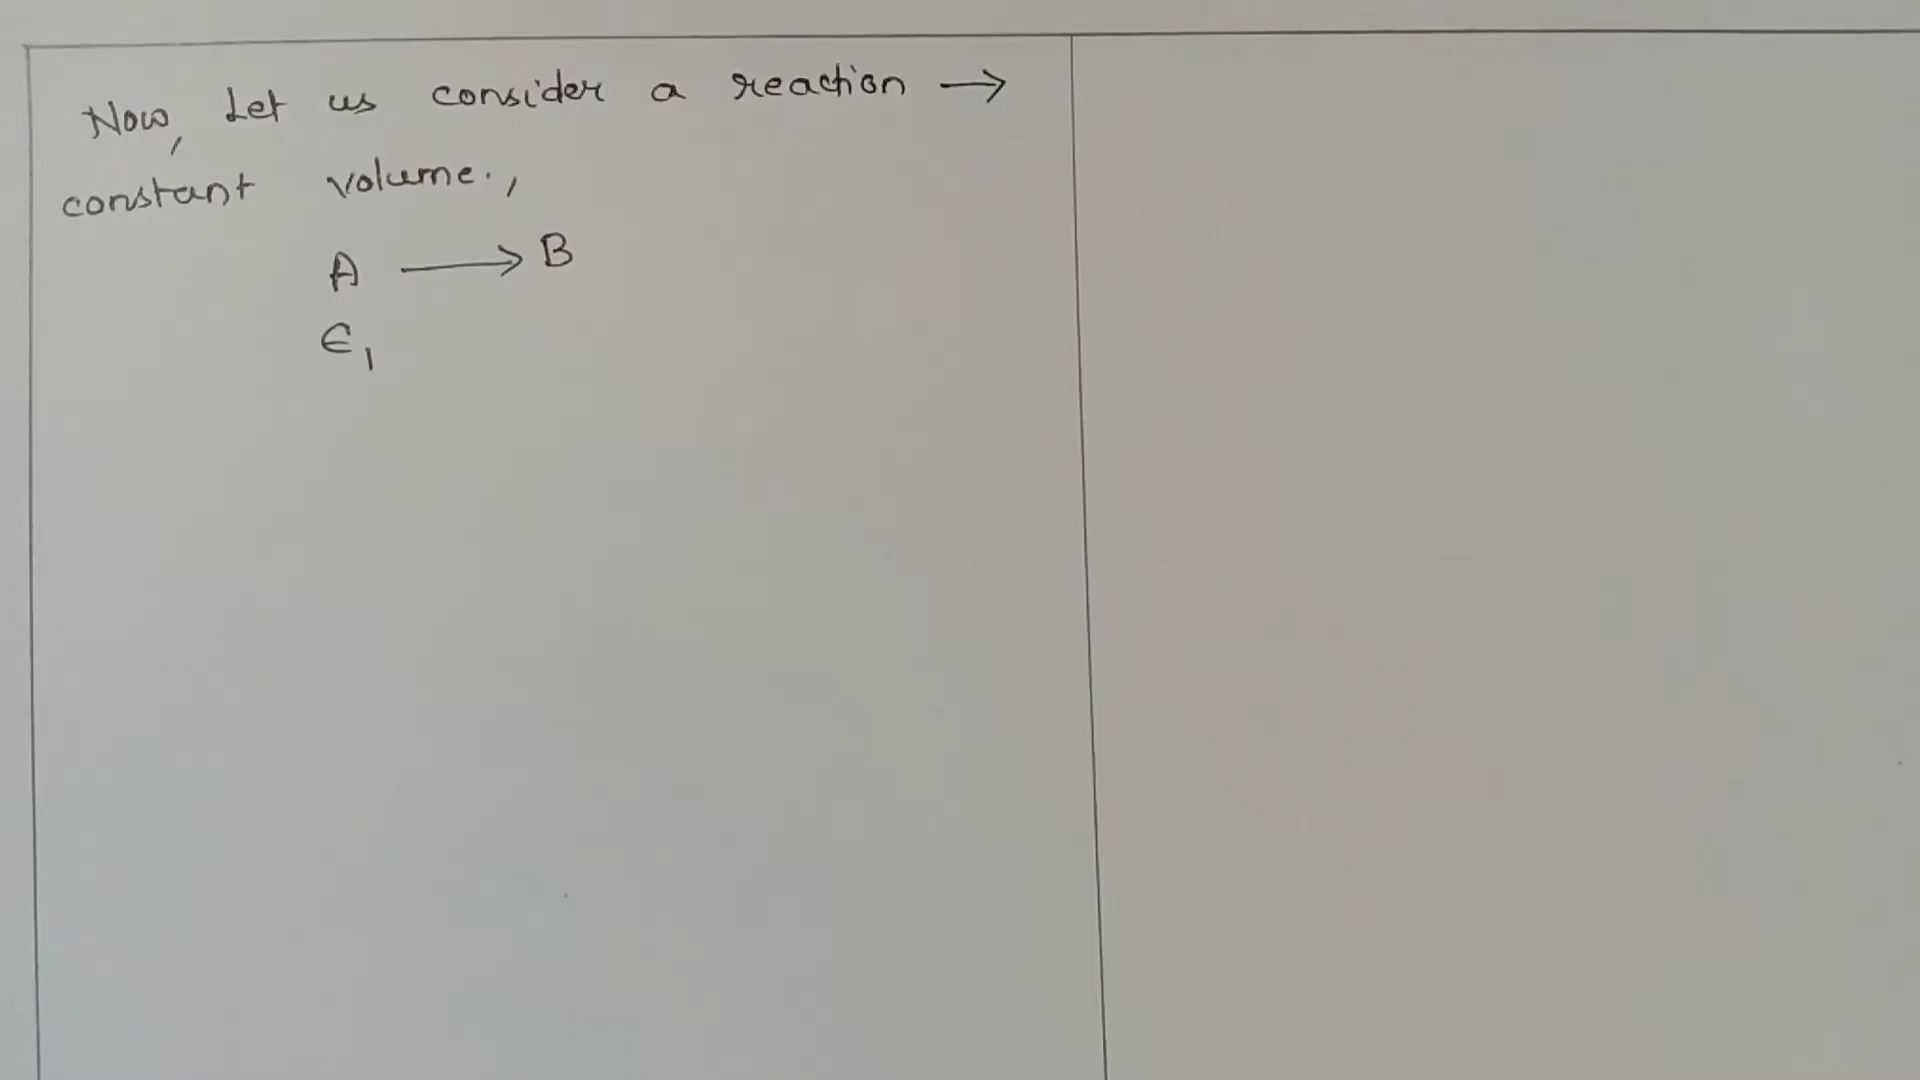 Now, Let us consider a reaction →
constant volume.,
A → B
E₁